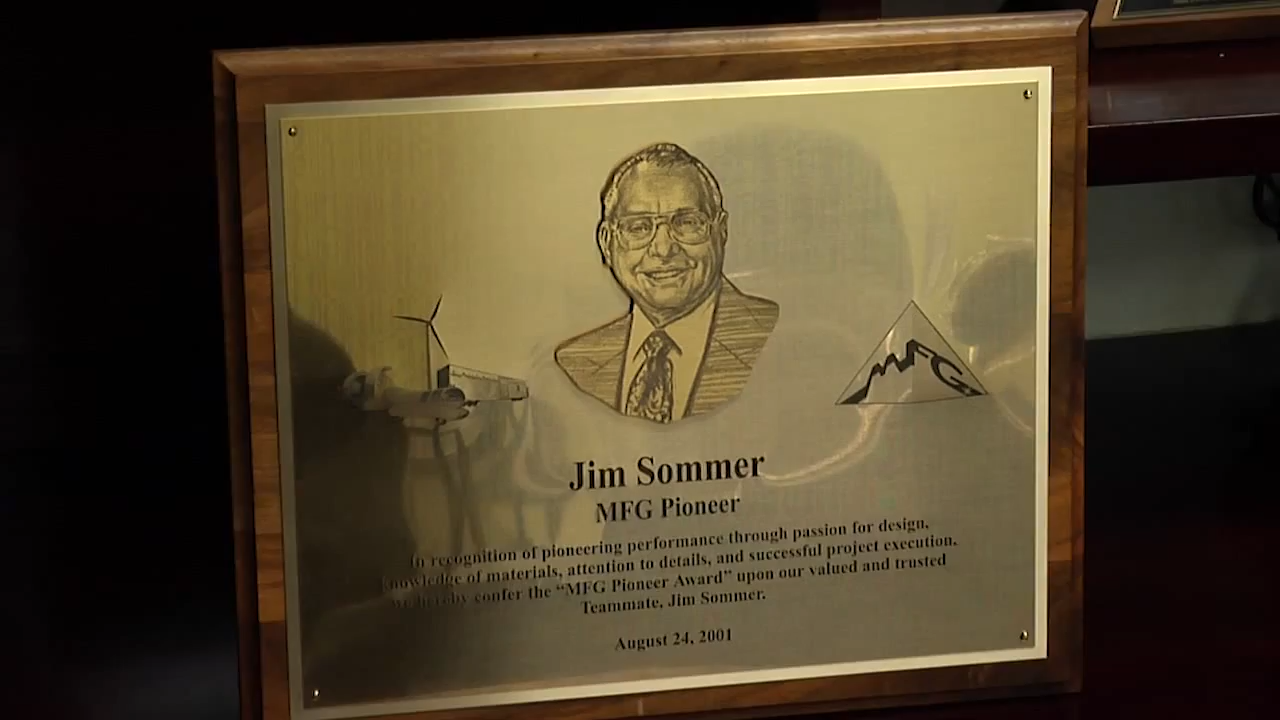 MFG
Jim Sommer
MFG Pioneer
In recognition of pioneering performance through passion for design,
knowledge of materials, attention to details, and successful project execution,
we hereby confer the “MFG Pioneer Award” upon our valued and trusted
Teammate, Jim Sommer.
August 24, 2001